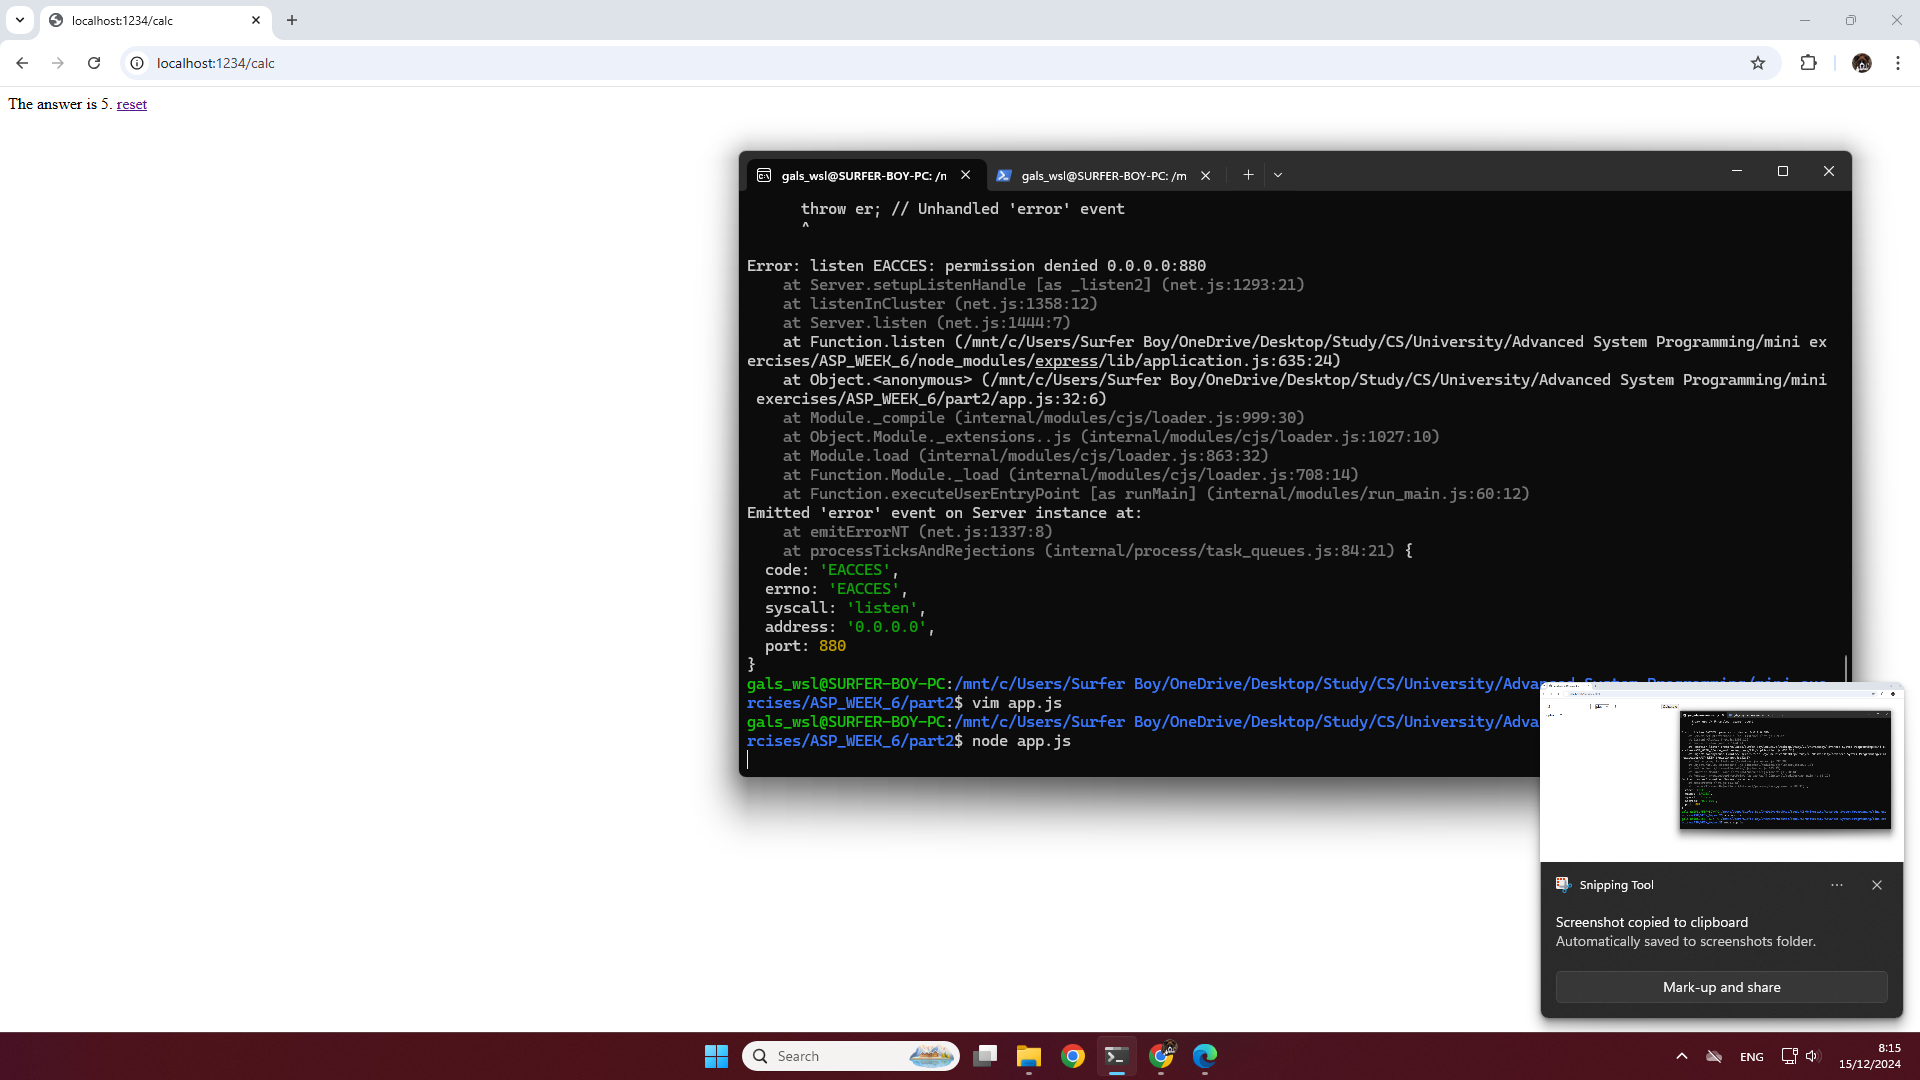 localhost:1234/calc
localhost:1234/calc
The answer is 5. reset
gals_wsl@SURFER-BOY-PC: /n
gals_wsl@SURFER-BOY-PC: /m
throw er; // Unhandled 'error' event
^
Error: listen EACCES: permission denied 0.0.0.0:880
at Server.setupListenHandle [as _listen2] (net.js:1293:21)
at listenInCluster (net.js:1358:12)
at Server.listen (net.js:1444:7)
at Function.listen (/mnt/c/Users/Surfer Boy/OneDrive/Desktop/Study/CS/University/Advanced System Programming/mini ex
ercises/ASP_WEEK_6/node_modules/express/lib/application.js:635:24)
at Object.<anonymous> (/mnt/c/Users/Surfer Boy/OneDrive/Desktop/Study/CS/University/Advanced System Programming/mini
exercises/ASP_WEEK_6/part2/app.js:32:6)
at Module._compile (internal/modules/cjs/loader.js:999:30)
at Object.Module._extensions..js (internal/modules/cjs/loader.js:1027:10)
at Module.load (internal/modules/cjs/loader.js:863:32)
at Function.Module._load (internal/modules/cjs/loader.js:708:14)
at Function.executeUserEntryPoint [as runMain] (internal/modules/run_main.js:60:12)
Emitted 'error' event on Server instance at:
at emitErrorNT (net.js:1337:8)
at processTicksAndRejections (internal/process/task_queues.js:84:21) {
code: 'EACCES',
errno: 'EACCES',
syscall: 'listen',
address: '0.0.0.0',
port: 880
}
gals_wsl@SURFER-BOY-PC:/mnt/c/Users/Surfer Boy/OneDrive/Desktop/Study/CS/University/Advanced System Programming/mini exe
rcises/ASP_WEEK_6/part2$ vim app.js
gals_wsl@SURFER-BOY-PC:/mnt/c/Users/Surfer Boy/OneDrive/Desktop/Study/CS/University/Adva
rcises/ASP_WEEK_6/part2$ node app.js
Snipping Tool
Screenshot copied to clipboard
Automatically saved to screenshots folder.
Mark-up and share
Search
ENG
8:15
15/12/2024